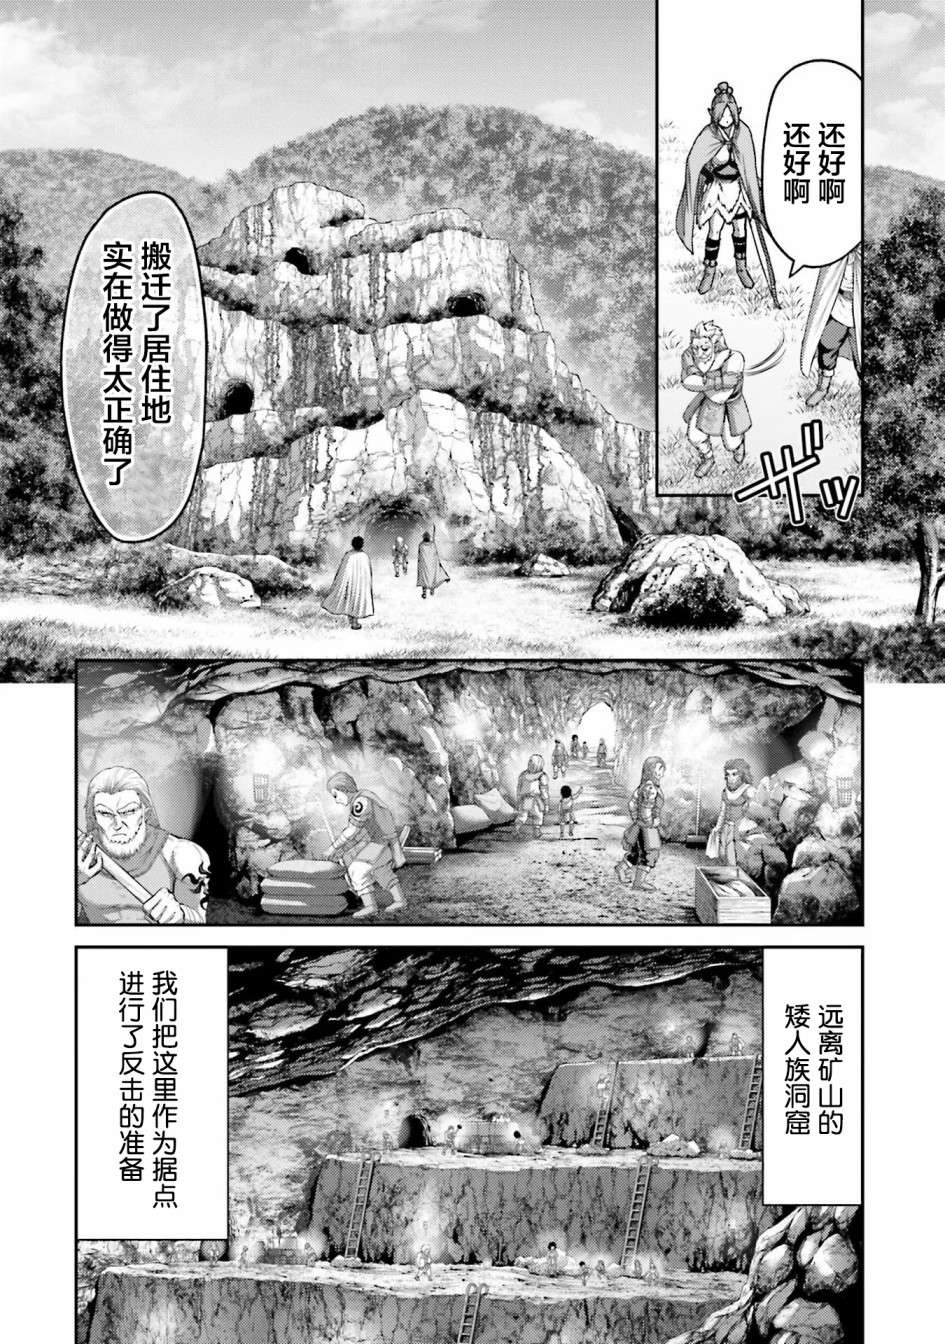 还好啊
还好啊
ザッ
搬迁了居住地
实在做得太正确了
远离矿山的
矮人族洞窟
我们把这里作为据点
进行了反击的准备